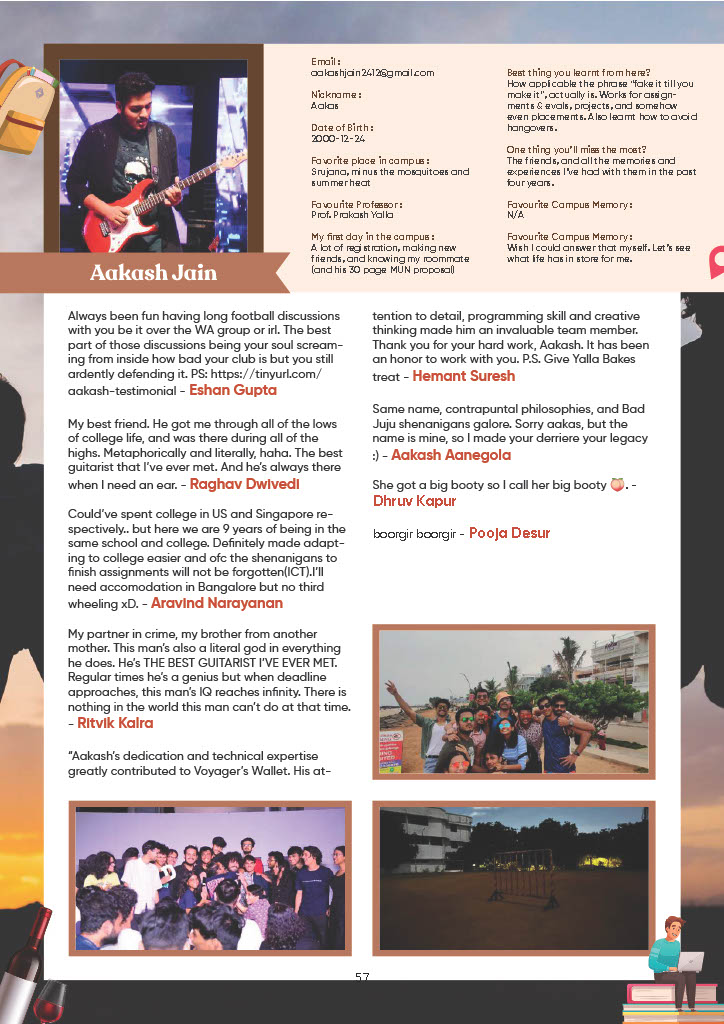 Aakash Jain
Email:
aakashjain2412@gmail.com
Nickname:
Aakas
Date of Birth:
2000-12-24
Favorite place in campus:
Srujana, minus the mosquitoes and
summer heat
Favourite Professor:
Prof. Prakash Yalla
My first day in the campus:
A lot of registration, making new
friends, and knowing my roommate
(and his 30 page MUN proposal)
Best thing you learnt from here?
How applicable the phrase "fake it till you
make it", actually is. Works for assign-
ments & evals, projects, and somehow
even placements. Also learnt how to avoid
hangovers.
One thing you'll miss the most?
The friends, and all the memories and
experiences I've had with them in the past
four years.
Favourite Campus Memory:
N/A
Favourite Campus Memory:
Wish I could answer that myself. Let's see
what life has in store for me.
Always been fun having long football discussions
with you be it over the WA group or irl. The best
part of those discussions being your soul scream-
ing from inside how bad your club is but you still
ardently defending it. PS: https://tinyurl.com/
aakash-testimonial - Eshan Gupta
My best friend. He got me through all of the lows
of college life, and was there during all of the
highs. Metaphorically and literally, haha. The best
guitarist that I've ever met. And he's always there
when I need an ear. - Raghav Dwivedi
Could've spent college in US and Singapore re-
spectively.. but here we are 9 years of being in the
same school and college. Definitely made adapt-
ing to college easier and ofc the shenanigans to
finish assignments will not be forgotten(ICT).I'll
need accomodation in Bangalore but no third
wheeling xD. - Aravind Narayanan
My partner in crime, my brother from another
mother. This man's also a literal god in everything
he does. He's THE BEST GUITARIST I'VE EVER MET.
Regular times he's a genius but when deadline
approaches, this man's IQ reaches infinity. There is
nothing in the world this man can't do at that time.
- Ritvik Kalra
"Aakash's dedication and technical expertise
greatly contributed to Voyager's Wallet. His at-
tention to detail, programming skill and creative
thinking made him an invaluable team member.
Thank you for your hard work, Aakash. It has been
an honor to work with you. P.S. Give Yalla Bakes
treat - Hemant Suresh
Same name, contrapuntal philosophies, and Bad
Juju shenanigans galore. Sorry aakas, but the
name is mine, so I made your derriere your legacy
:) - Aakash Aanegola
She got a big booty so I call her big booty 🍑. -
Dhruv Kapur
boorgir boorgir - Pooja Desur
57